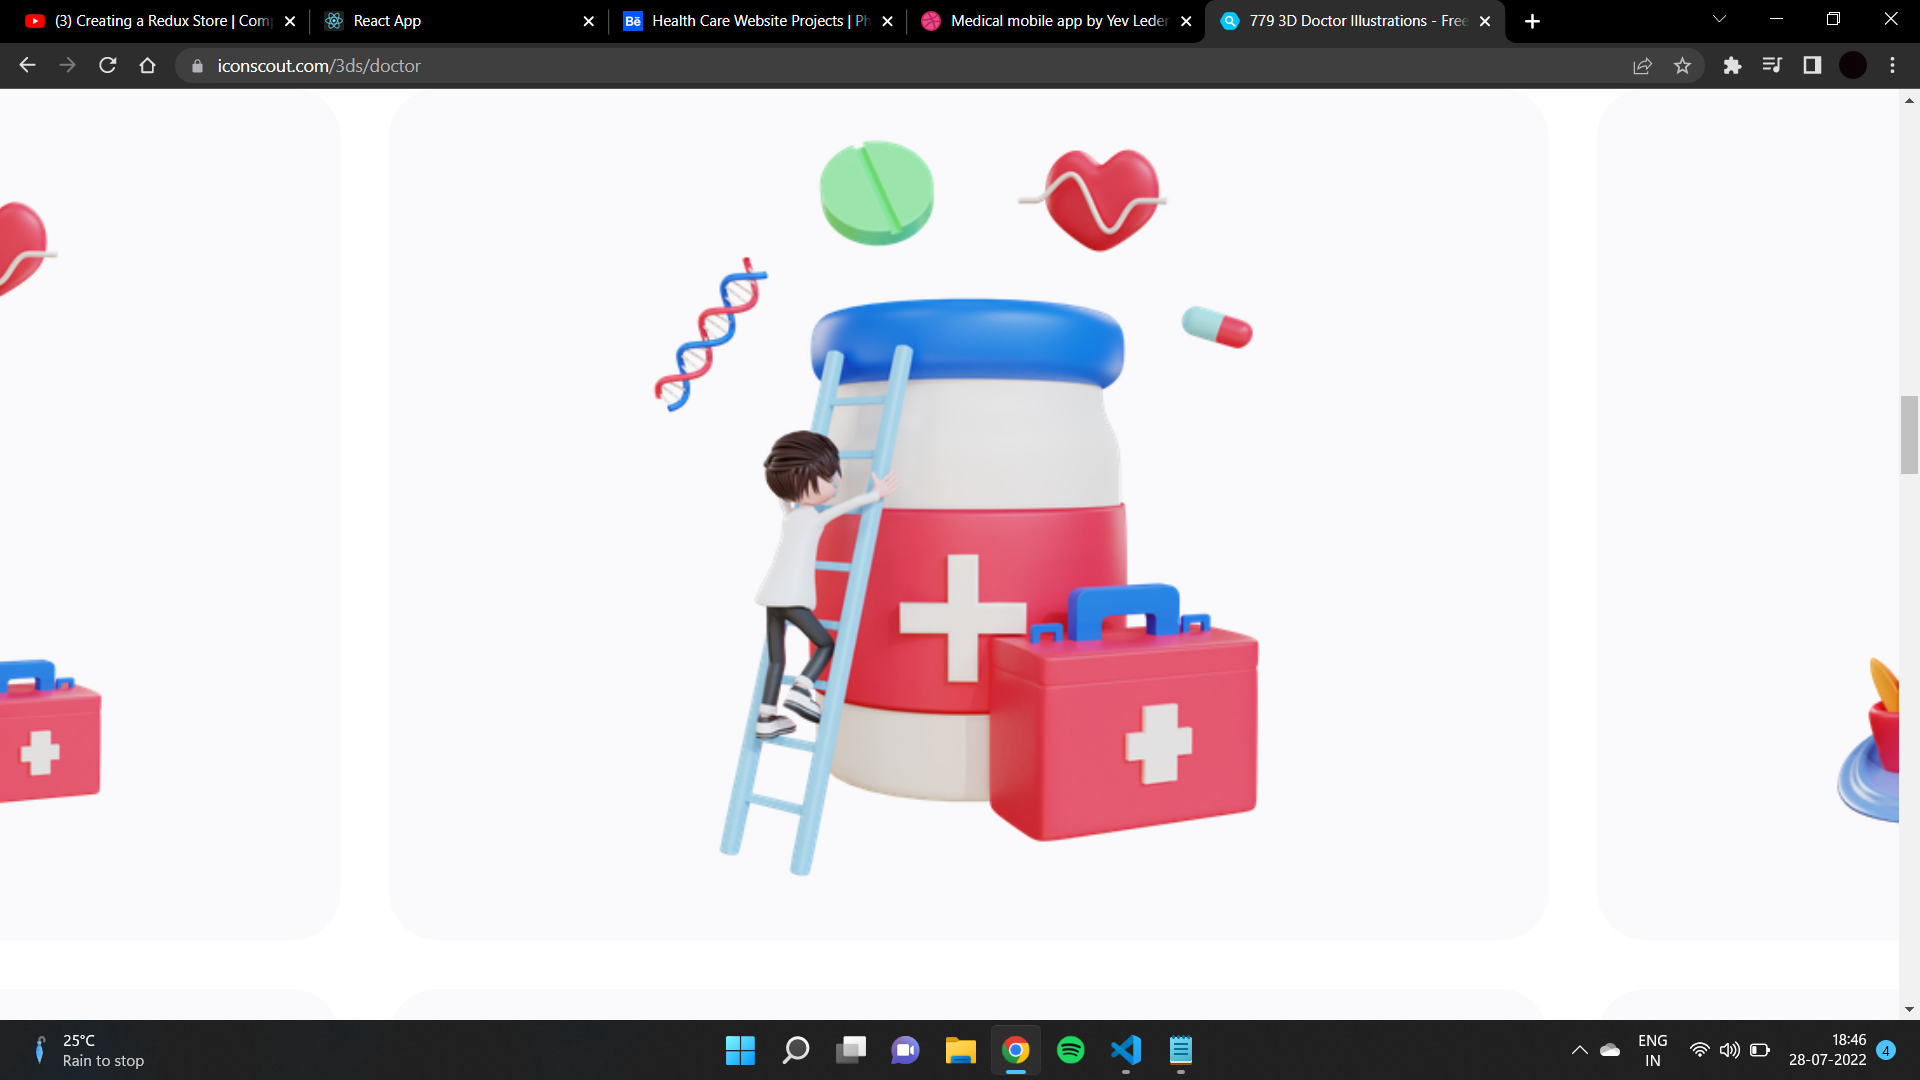 (3) Creating a Redux Store | Com
React App
Bē
Health Care Website Projects | Ph
Medical mobile app by Yev Leder
779 3D Doctor Illustrations - Free
iconscout.com/3ds/doctor
25°C
Rain to stop
ENG
IN
18:46
28-07-2022
4